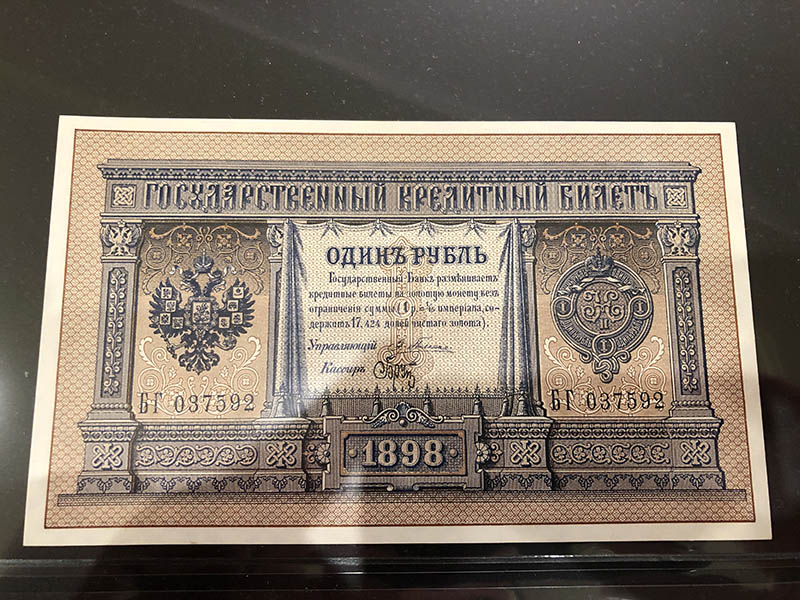 ГОСУДАРСТВЕННЫЙ КРЕДИТНЫЙ БИЛЕТЪ
ОДИНЪ РУБЛЬ
Государственный Банкъ размѣниваетъ
кредитные билеты на золотую монету безъ
ограниченія суммы (1 р. = 1/15 имперіала, со-
держитъ 17,424 долей чистаго золота).
Управляющій
Кассиръ
БГ 037592
БГ 037592
1898